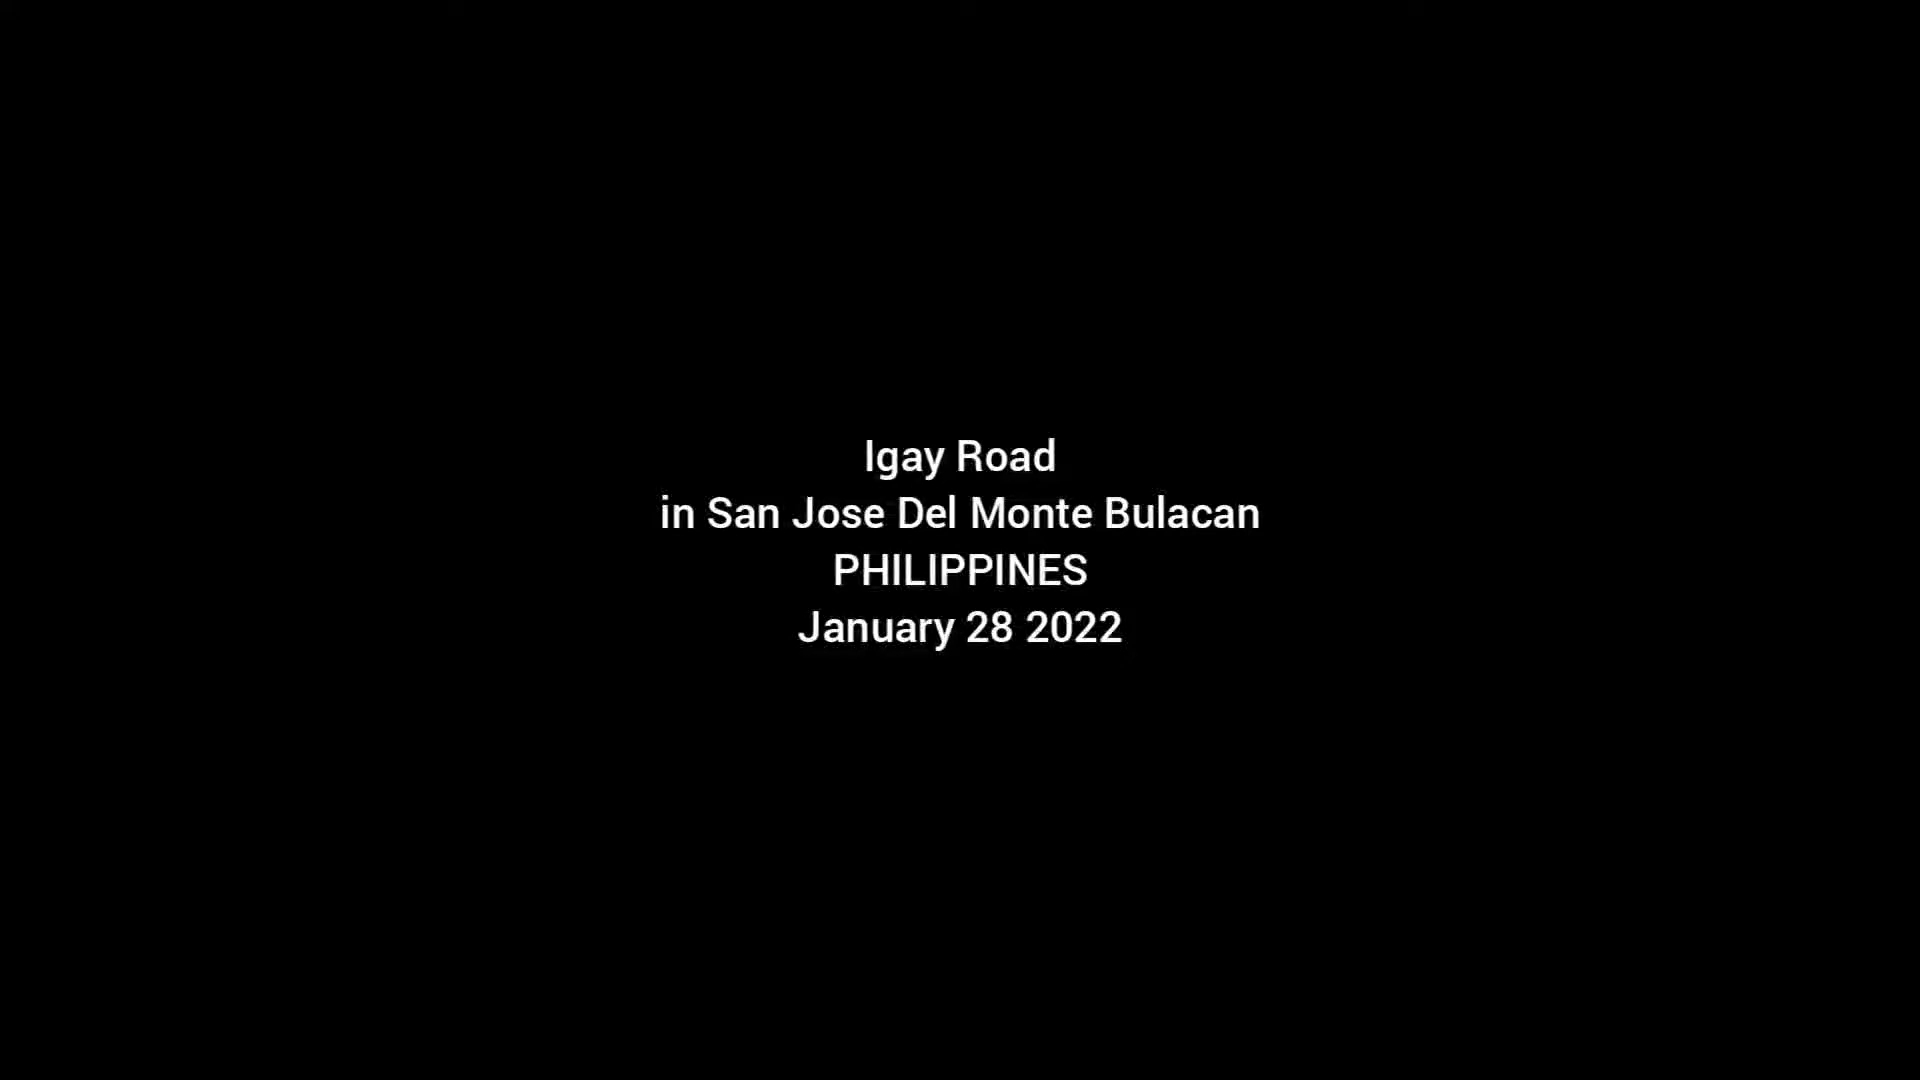 Igay Road
in San Jose Del Monte Bulacan
PHILIPPINES
January 28 2022